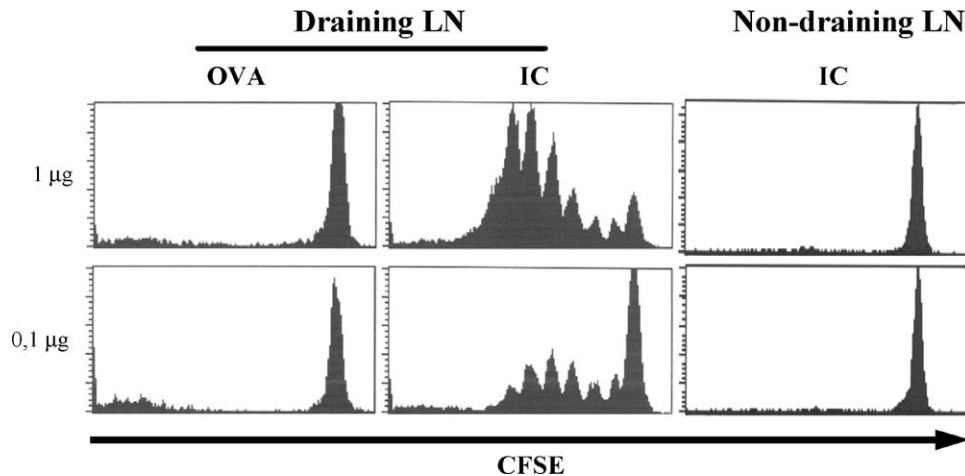 Draining LN Non-draining LN
OVA IC IC
1 µg
0,1 µg
CFSE